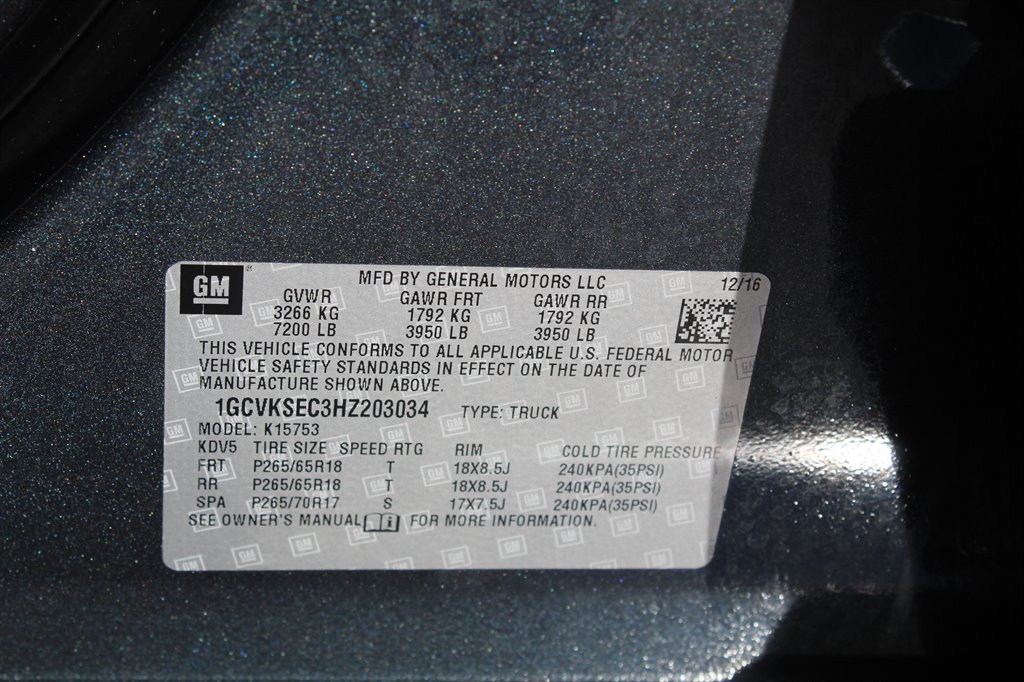 GM MFD BY GENERAL MOTORS LLC 12/16
GVWR GAWR FRT GAWR RR
3266 KG 1792 KG 1792 KG
7200 LB 3950 LB 3950 LB
THIS VEHICLE CONFORMS TO ALL APPLICABLE U.S. FEDERAL MOTOR
VEHICLE SAFETY STANDARDS IN EFFECT ON THE DATE OF
MANUFACTURE SHOWN ABOVE.
1GCVKSEC3HZ203034 TYPE: TRUCK
MODEL: K15753
KDV5 TIRE SIZE SPEED RTG RIM COLD TIRE PRESSURE
FRT P265/65R18 T 18X8.5J 240KPA(35PSI)
RR P265/65R18 T 18X8.5J 240KPA(35PSI)
SPA P265/70R17 S 17X7.5J 240KPA(35PSI)
SEE OWNER'S MANUAL FOR MORE INFORMATION.